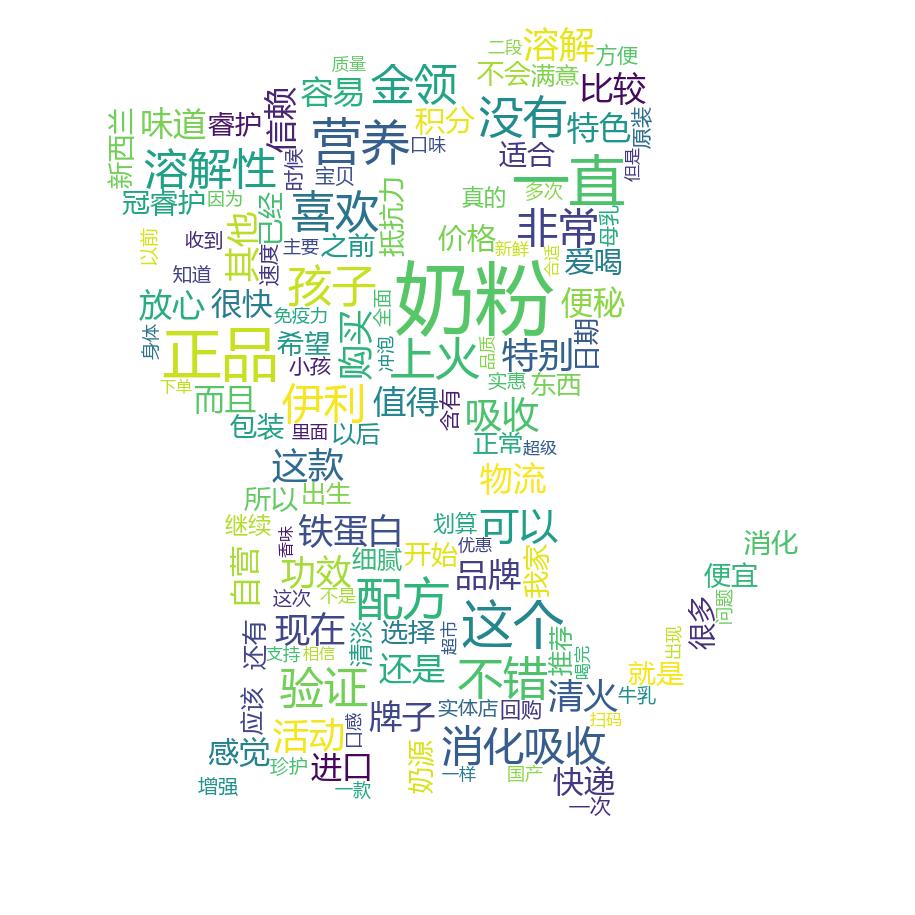 二段
溶解
方便
质量
不会
满意
容易
金领
比较
信赖
积分
没有
特色
原装
新西兰
味道
睿护
营养
口味
适合
但是
溶解性
时候
宝贝
一直
冠睿护
因为
已经
喜欢
抵抗力
真的
多次
母乳
非常
以前
收到
其他
主要
之前
价格
新鲜
合适
爱喝
知道
速度
孩子
全面
奶粉
便秘
放心
很快
免疫力
身体
正品
希望
购买
冲泡
上火
品质
特别
日期
小孩
下单
而且
伊利
值得
含有
实惠
东西
吸收
包装
里面
以后
正常
超级
这款
物流
所以
出生
继续
香味
铁蛋白
划算
可以
自营
功效
细腻
开始
优惠
品牌
我家
消化
便宜
这次
不是
配方
这个
很多
问题
还有
现在
清淡
选择
超市
推荐
出现
支持
相信
还是
不错
喝完
就是
应该
验证
清火
牛乳
牌子
实体店
回购
扫码
感觉
活动
口感
消化吸收
珍护
进口
奶源
一样
国产
快递
增强
一款
一次